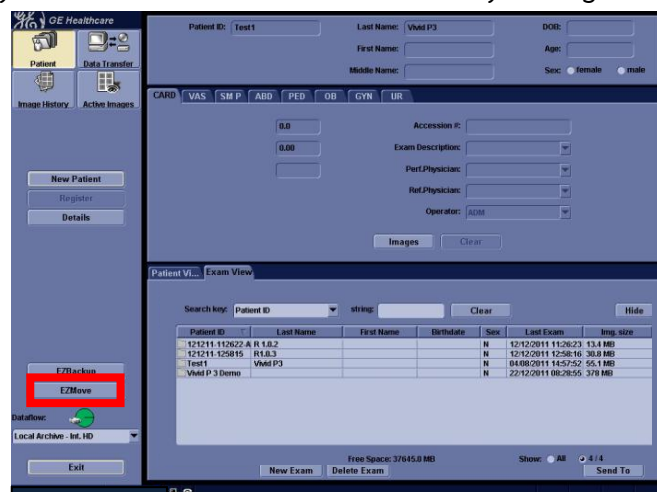 GE Healthcare
Patient ID: Test1 Last Name: Vivid P3 DOB:
First Name: Age:
Middle Name: Sex: female male
Patient Data Transfer
Image History Active Images
CARD VAS SM P ABD PED OB GYN UR
0.0 Accession #:
0.00 Exam Description:
Perf.Physician:
Ref.Physician:
Operator: ADM
New Patient
Register
Details
Images Clear
Patient Vi... Exam View
Search key: Patient ID string: Clear Hide
Patient ID Last Name First Name Birthdate Sex Last Exam Img. size
121211-112622-A R 1.0.2 N 12/12/2011 11:26:23 13.4 MB
121211-125815 R1.0.3 N 12/12/2011 12:58:16 30.8 MB
Test1 Vivid P3 N 04/08/2011 14:57:52 55.1 MB
Vivid P 3 Demo N 22/12/2011 08:28:55 378 MB
EZBackup
EZMove
Dataflow:
Local Archive - Int. HD
Free Space: 37645.0 MB Show: All 4 / 4
Exit
New Exam Delete Exam Send To